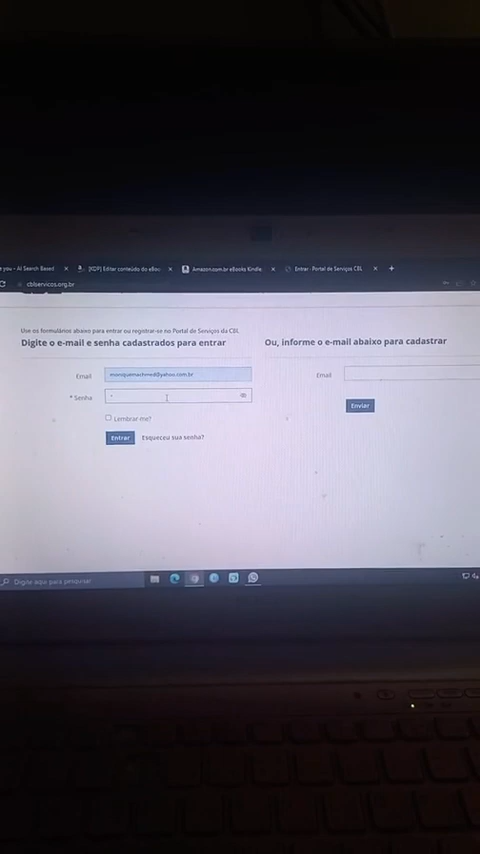 you - AI Search Based
[KDP] Editar conteúdo do eBoo
Amazon.com.br eBooks Kindle
Entrar · Portal de Serviços CBL
cblservicos.org.br
Use os formulários abaixo para entrar ou registrar-se no Portal de Serviços da CBL
Digite o e-mail e senha cadastrados para entrar
Ou, informe o e-mail abaixo para cadastrar
Email
moniquemachmed@yahoo.com.br
Email
* Senha
Enviar
Lembrar me?
Entrar
Esqueceu sua senha?
Digite aqui para pesquisar